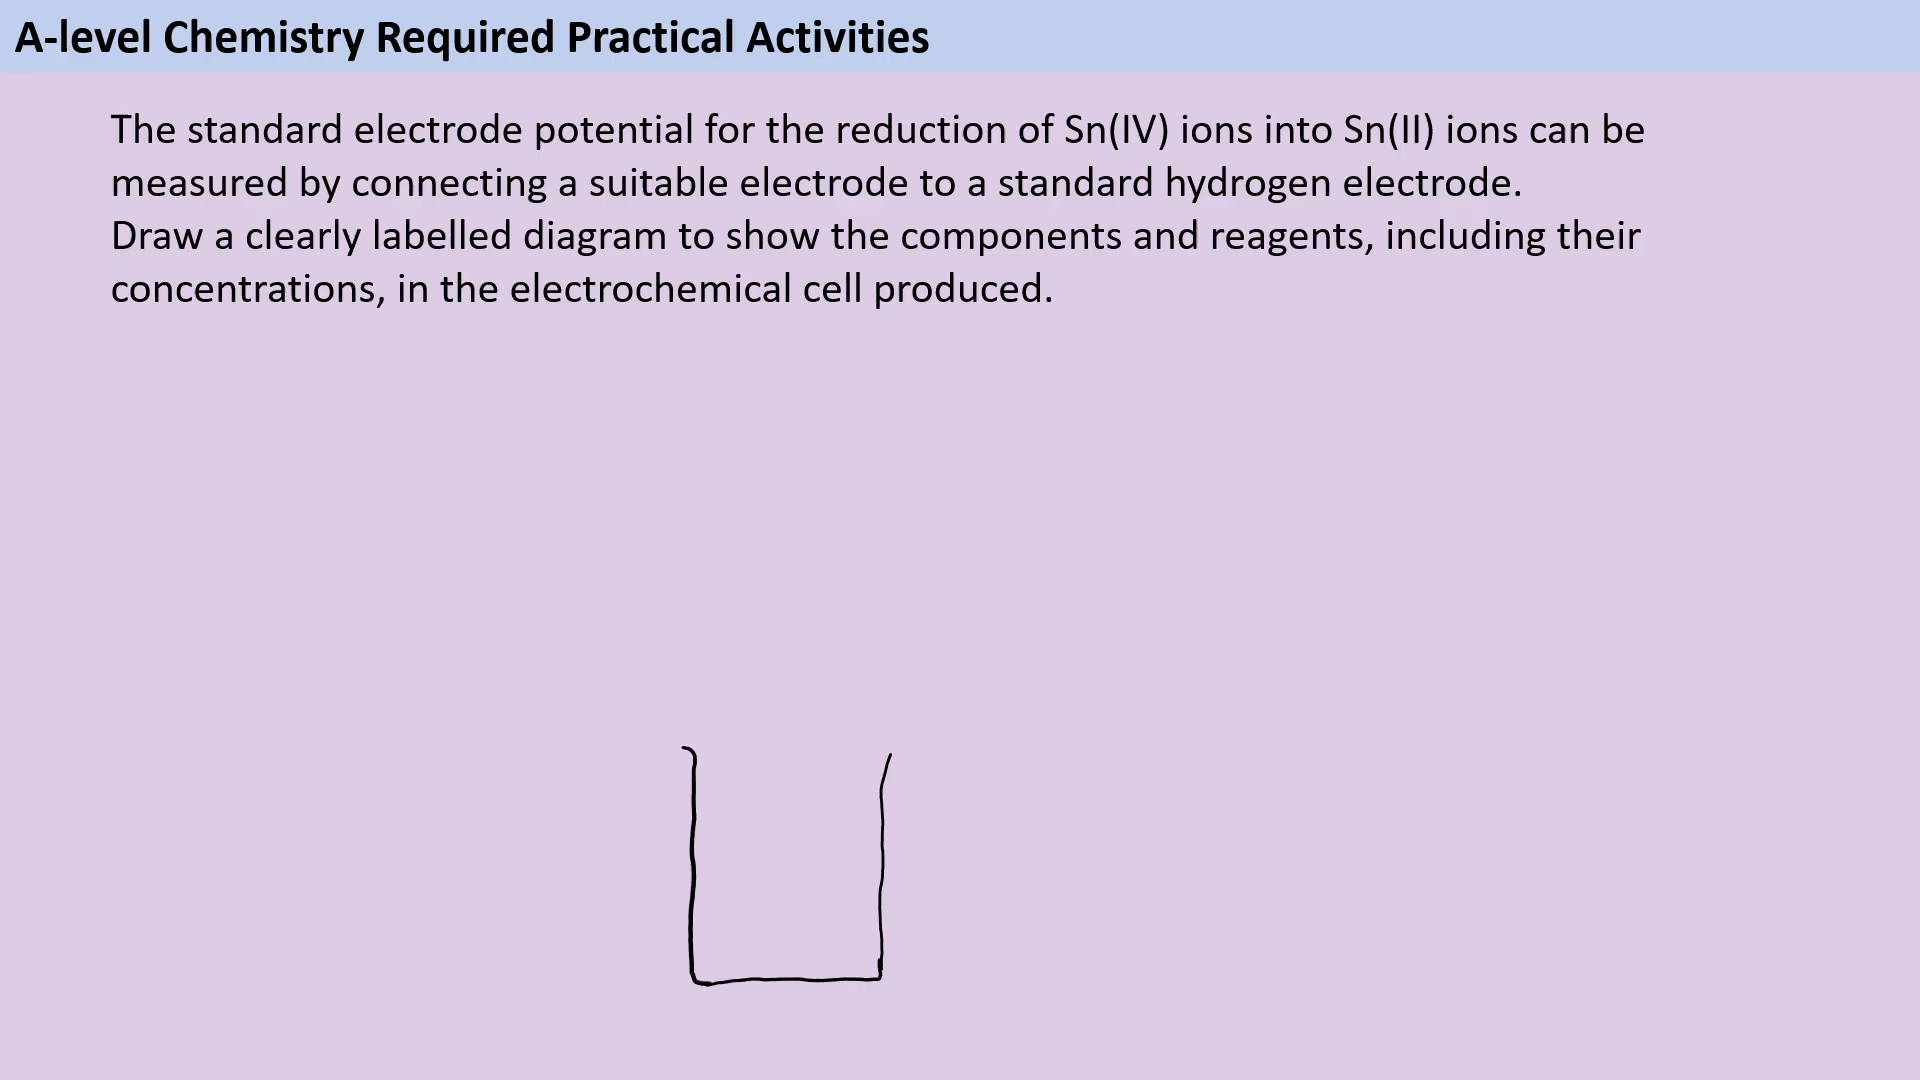 A-level Chemistry Required Practical Activities
The standard electrode potential for the reduction of Sn(IV) ions into Sn(II) ions can be
measured by connecting a suitable electrode to a standard hydrogen electrode.
Draw a clearly labelled diagram to show the components and reagents, including their
concentrations, in the electrochemical cell produced.